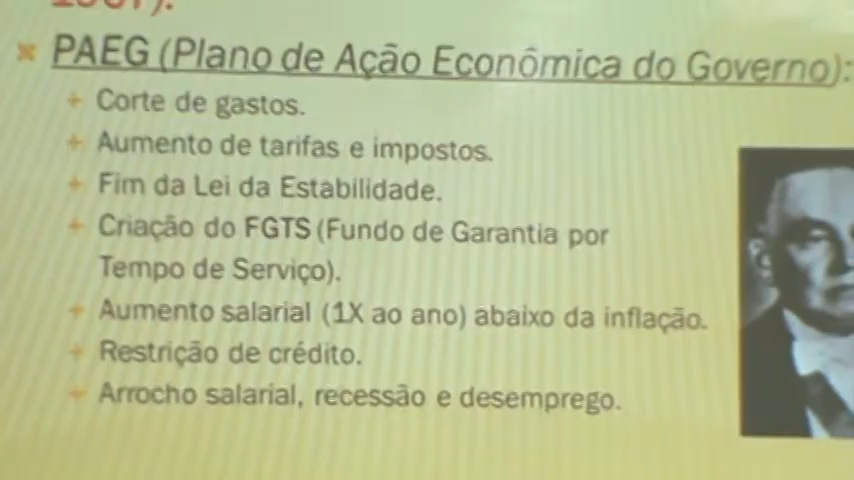 PAEG (Plano de Ação Econômica do Governo):
Corte de gastos.
Aumento de tarifas e impostos.
Fim da Lei da Estabilidade.
Criação do FGTS (Fundo de Garantia por
Tempo de Serviço).
Aumento salarial (1X ao ano) abaixo da inflação.
Restrição de crédito.
Arrocho salarial, recessão e desemprego.